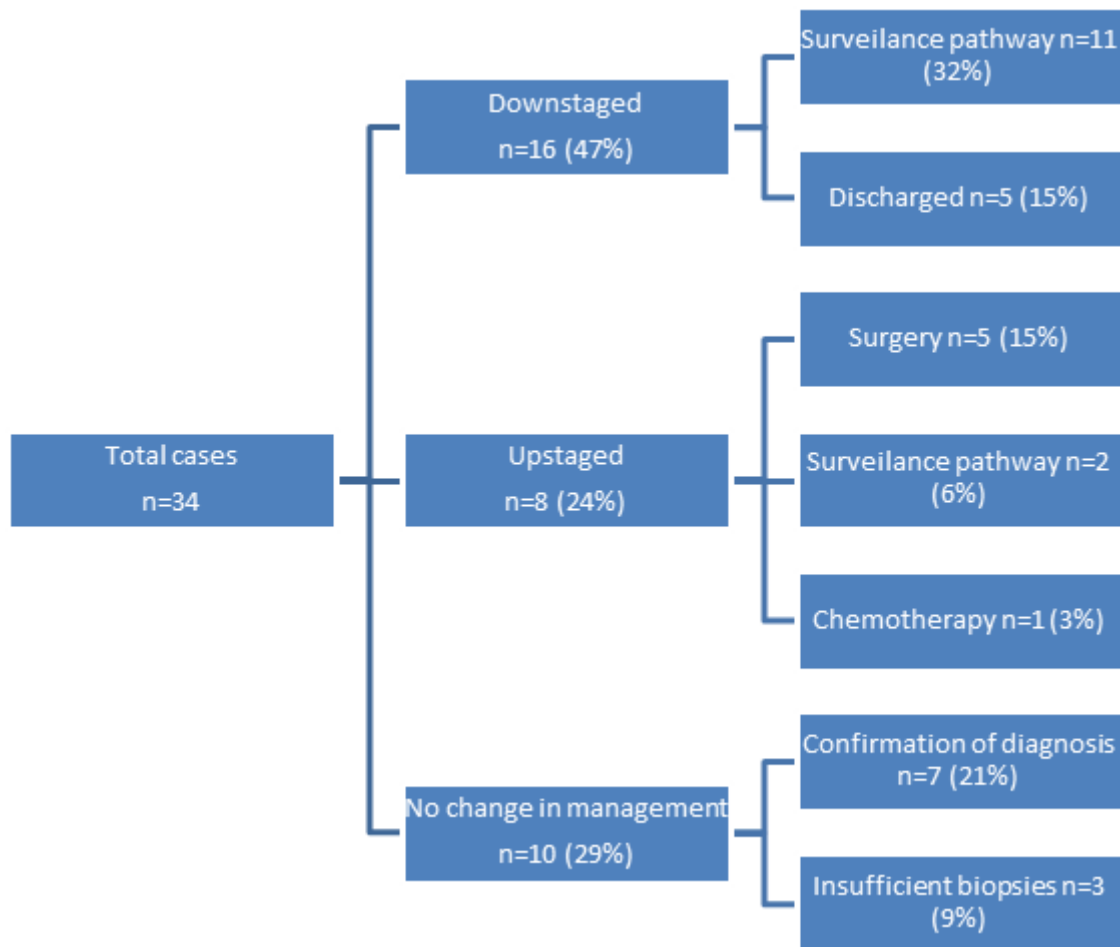 Total cases
n=34
Downstaged
n=16 (47%)
Surveilance pathway n=11
(32%)
Discharged n=5 (15%)
Upstaged
n=8 (24%)
Surgery n=5 (15%)
Surveilance pathway n=2
(6%)
Chemotherapy n=1 (3%)
No change in management
n=10 (29%)
Confirmation of diagnosis
n=7 (21%)
Insufficient biopsies n=3
(9%)